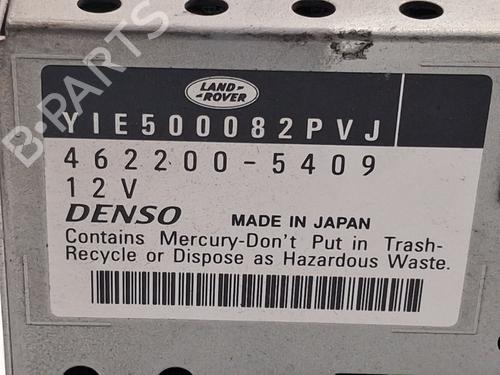 LAND-
-ROVER
YIE500082PVJ
462200-5409
12V
DENSO MADE IN JAPAN
Contains Mercury-Don't Put in Trash-
Recycle or Dispose as Hazardous Waste.
B-PARTS